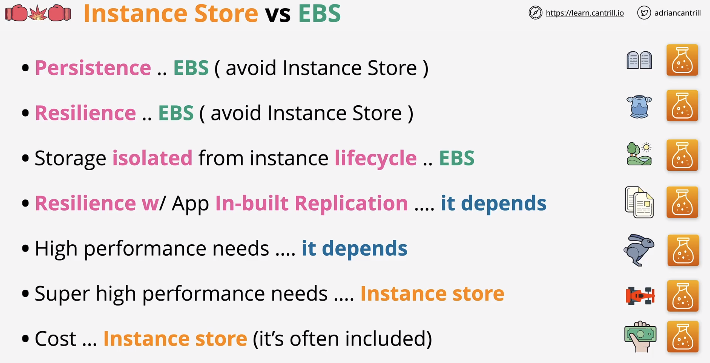 Instance Store vs EBS
https://learn.cantrill.io
adriancantrill
• Persistence .. EBS ( avoid Instance Store )
• Resilience .. EBS ( avoid Instance Store )
• Storage isolated from instance lifecycle .. EBS
• Resilience w/ App In-built Replication .... it depends
• High performance needs .... it depends
• Super high performance needs .... Instance store
• Cost ... Instance store (it’s often included)